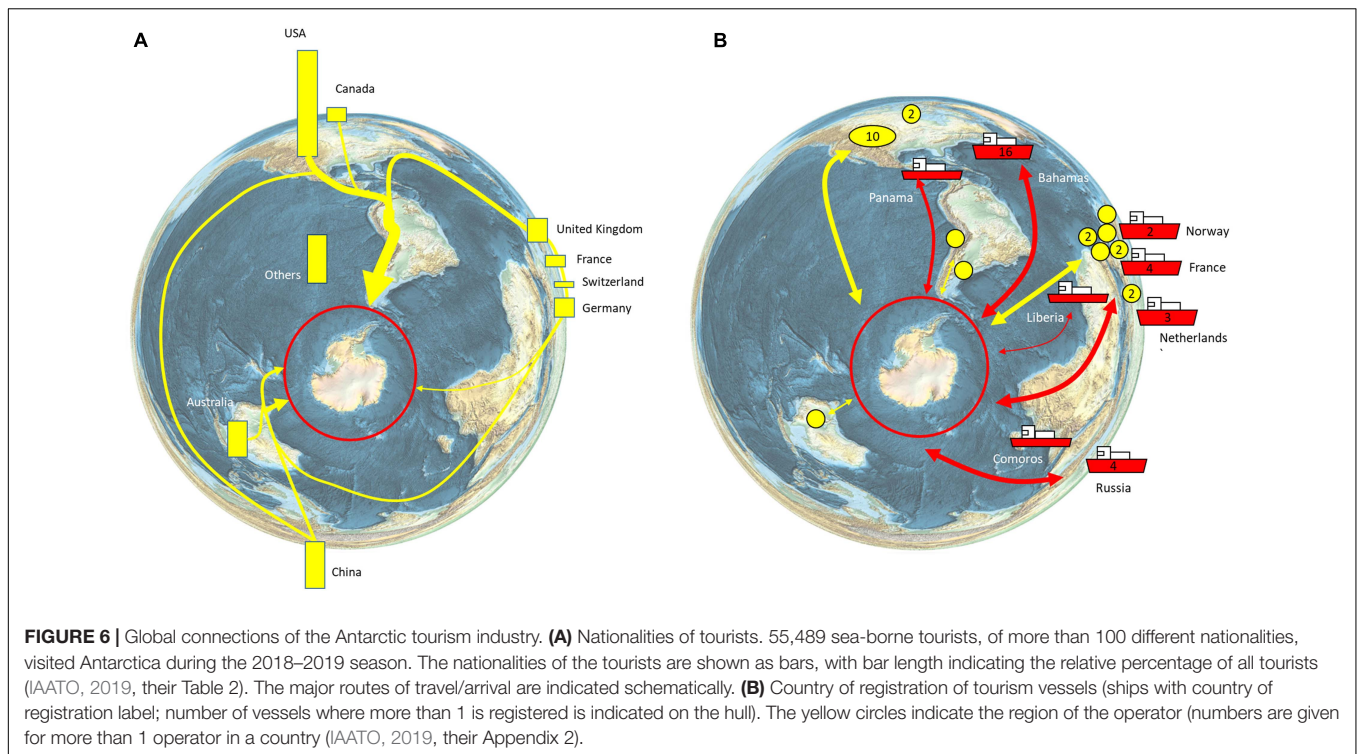 A
USA
Canada
United Kingdom
France
Switzerland
Germany
Others
Australia
China
B
2
10
16
Bahamas
Panama
2
Norway
2
2
4
France
Liberia
2
3
Netherlands
Comoros
4
Russia
FIGURE 6 | Global connections of the Antarctic tourism industry. (A) Nationalities of tourists. 55,489 sea-borne tourists, of more than 100 different nationalities,
visited Antarctica during the 2018–2019 season. The nationalities of the tourists are shown as bars, with bar length indicating the relative percentage of all tourists
(IAATO, 2019, their Table 2). The major routes of travel/arrival are indicated schematically. (B) Country of registration of tourism vessels (ships with country of
registration label; number of vessels where more than 1 is registered is indicated on the hull). The yellow circles indicate the region of the operator (numbers are given
for more than 1 operator in a country (IAATO, 2019, their Appendix 2).